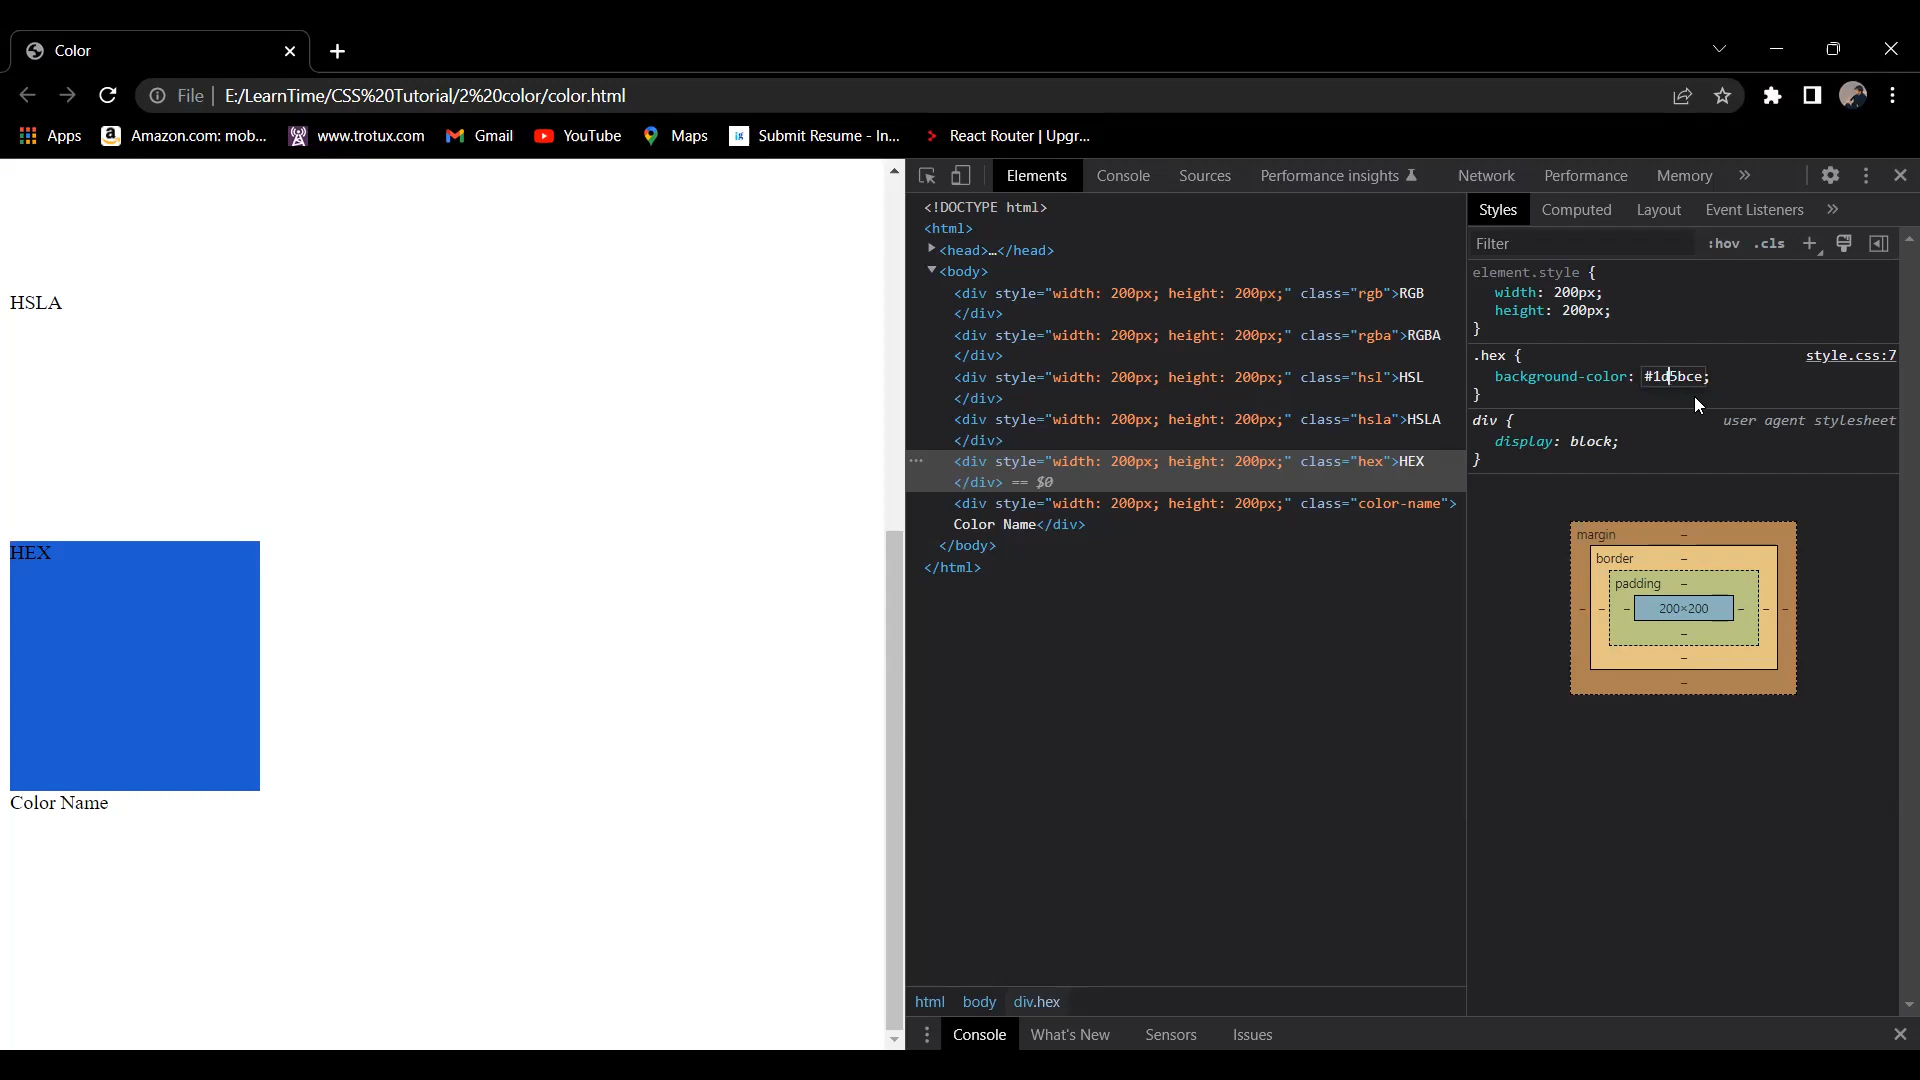 Color
File
E:/LearnTime/CSS%20Tutorial/2%20color/color.html
Apps
Amazon.com: mob...
www.trotux.com
Gmail
YouTube
Maps
Submit Resume - In...
React Router | Upgr...
HSLA
HEX
Color Name
Elements
Console
Sources
Performance insights
Network
Performance
Memory
»
<!DOCTYPE html>
<html>
<head>…</head>
<body>
<div style="width: 200px; height: 200px;" class="rgb">RGB
</div>
<div style="width: 200px; height: 200px;" class="rgba">RGBA
</div>
<div style="width: 200px; height: 200px;" class="hsl">HSL
</div>
<div style="width: 200px; height: 200px;" class="hsla">HSLA
</div>
<div style="width: 200px; height: 200px;" class="hex">HEX
</div> == $0
<div style="width: 200px; height: 200px;" class="color-name">
Color Name</div>
</body>
</html>
html body div.hex
Styles
Computed
Layout
Event Listeners
»
Filter
:hov .cls
element.style {
width: 200px;
height: 200px;
}
.hex { style.css:7
background-color: #1d5bce;
}
div { user agent stylesheet
display: block;
}
margin
–
border
–
padding
–
– – – 200×200 – – –
–
–
–
Console
What's New
Sensors
Issues